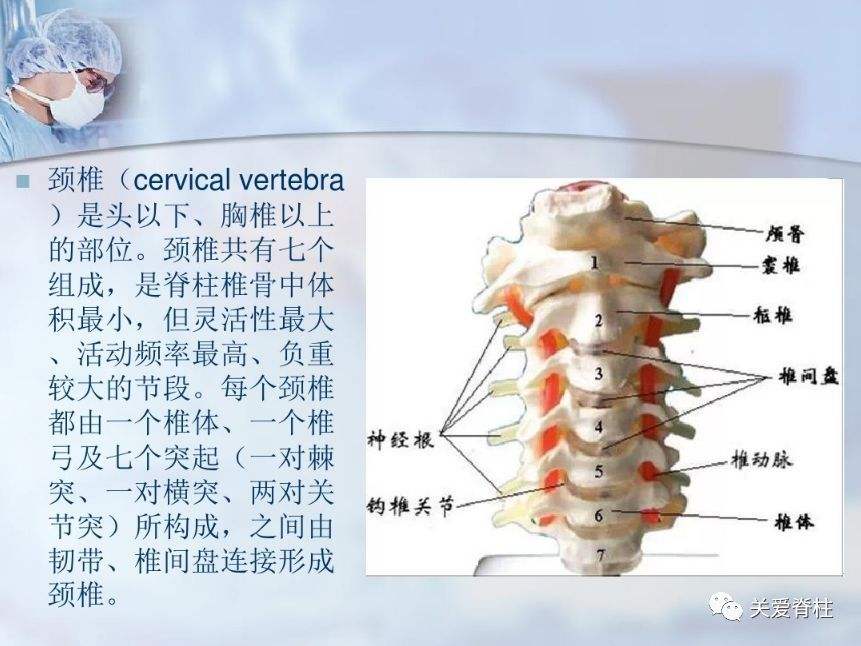 颈椎（cervical vertebra
）是头以下、胸椎以上
的部位。颈椎共有七个
组成，是脊柱椎骨中体
积最小，但灵活性最大
、活动频率最高、负重
较大的节段。每个颈椎
都由一个椎体、一个椎
弓及七个突起（一对棘
突、一对横突、两对关
节突）所构成，之间由
韧带、椎间盘连接形成
颈椎。
颅骨
寰椎
枢椎
椎间盘
椎动脉
椎体
神经根
钩椎关节
1
2
3
4
5
6
7
关爱脊柱